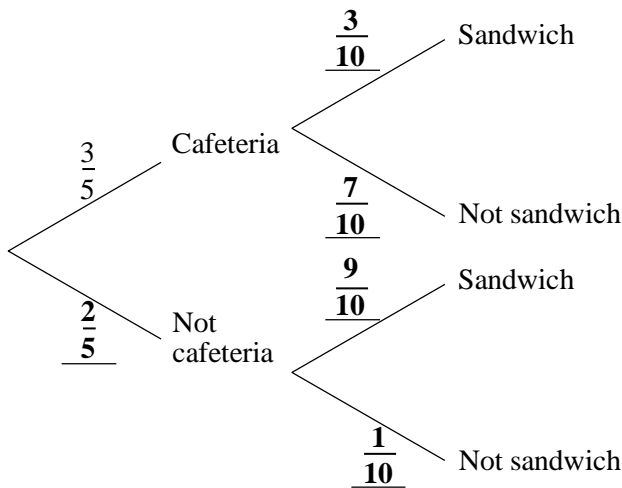 3/10
Sandwich
Cafeteria
3/5
7/10
Not sandwich
9/10
Sandwich
2/5
Not
cafeteria
1/10
Not sandwich